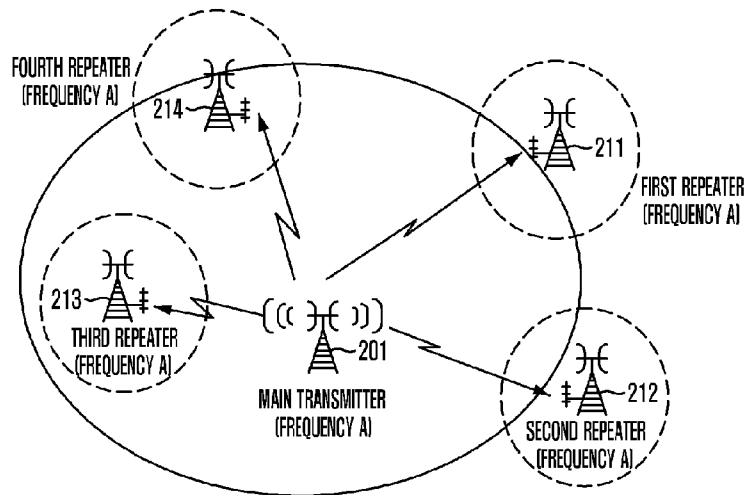 FOURTH REPEATER
(FREQUENCY A)
214
211
FIRST REPEATER
(FREQUENCY A)
213
THIRD REPEATER
(FREQUENCY A)
201
MAIN TRANSMITTER
(FREQUENCY A)
212
SECOND REPEATER
(FREQUENCY A)